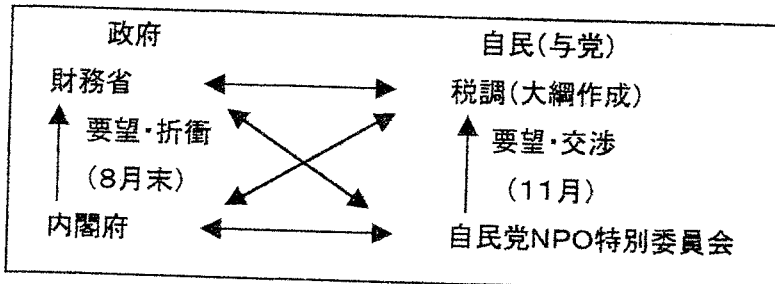 政府
自民(与党)
財務省
税調(大綱作成)
要望・折衝
(8月末)
要望・交渉
(11月)
内閣府
自民党NPO特別委員会